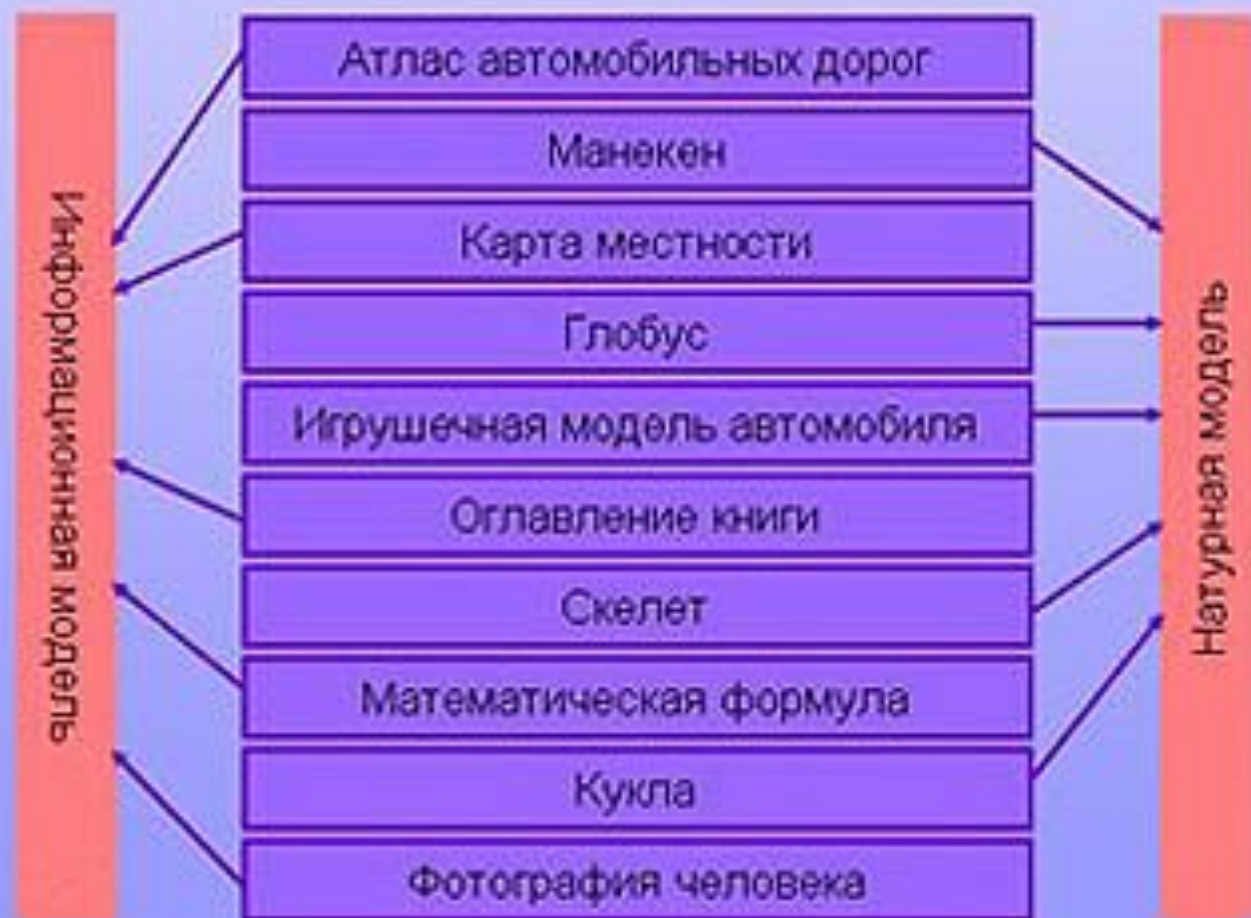 Информационная модель
Атлас автомобильных дорог
Манекен
Карта местности
Глобус
Игрушечная модель автомобиля
Оглавление книги
Скелет
Математическая формула
Кукла
Фотография человека
Натурная модель